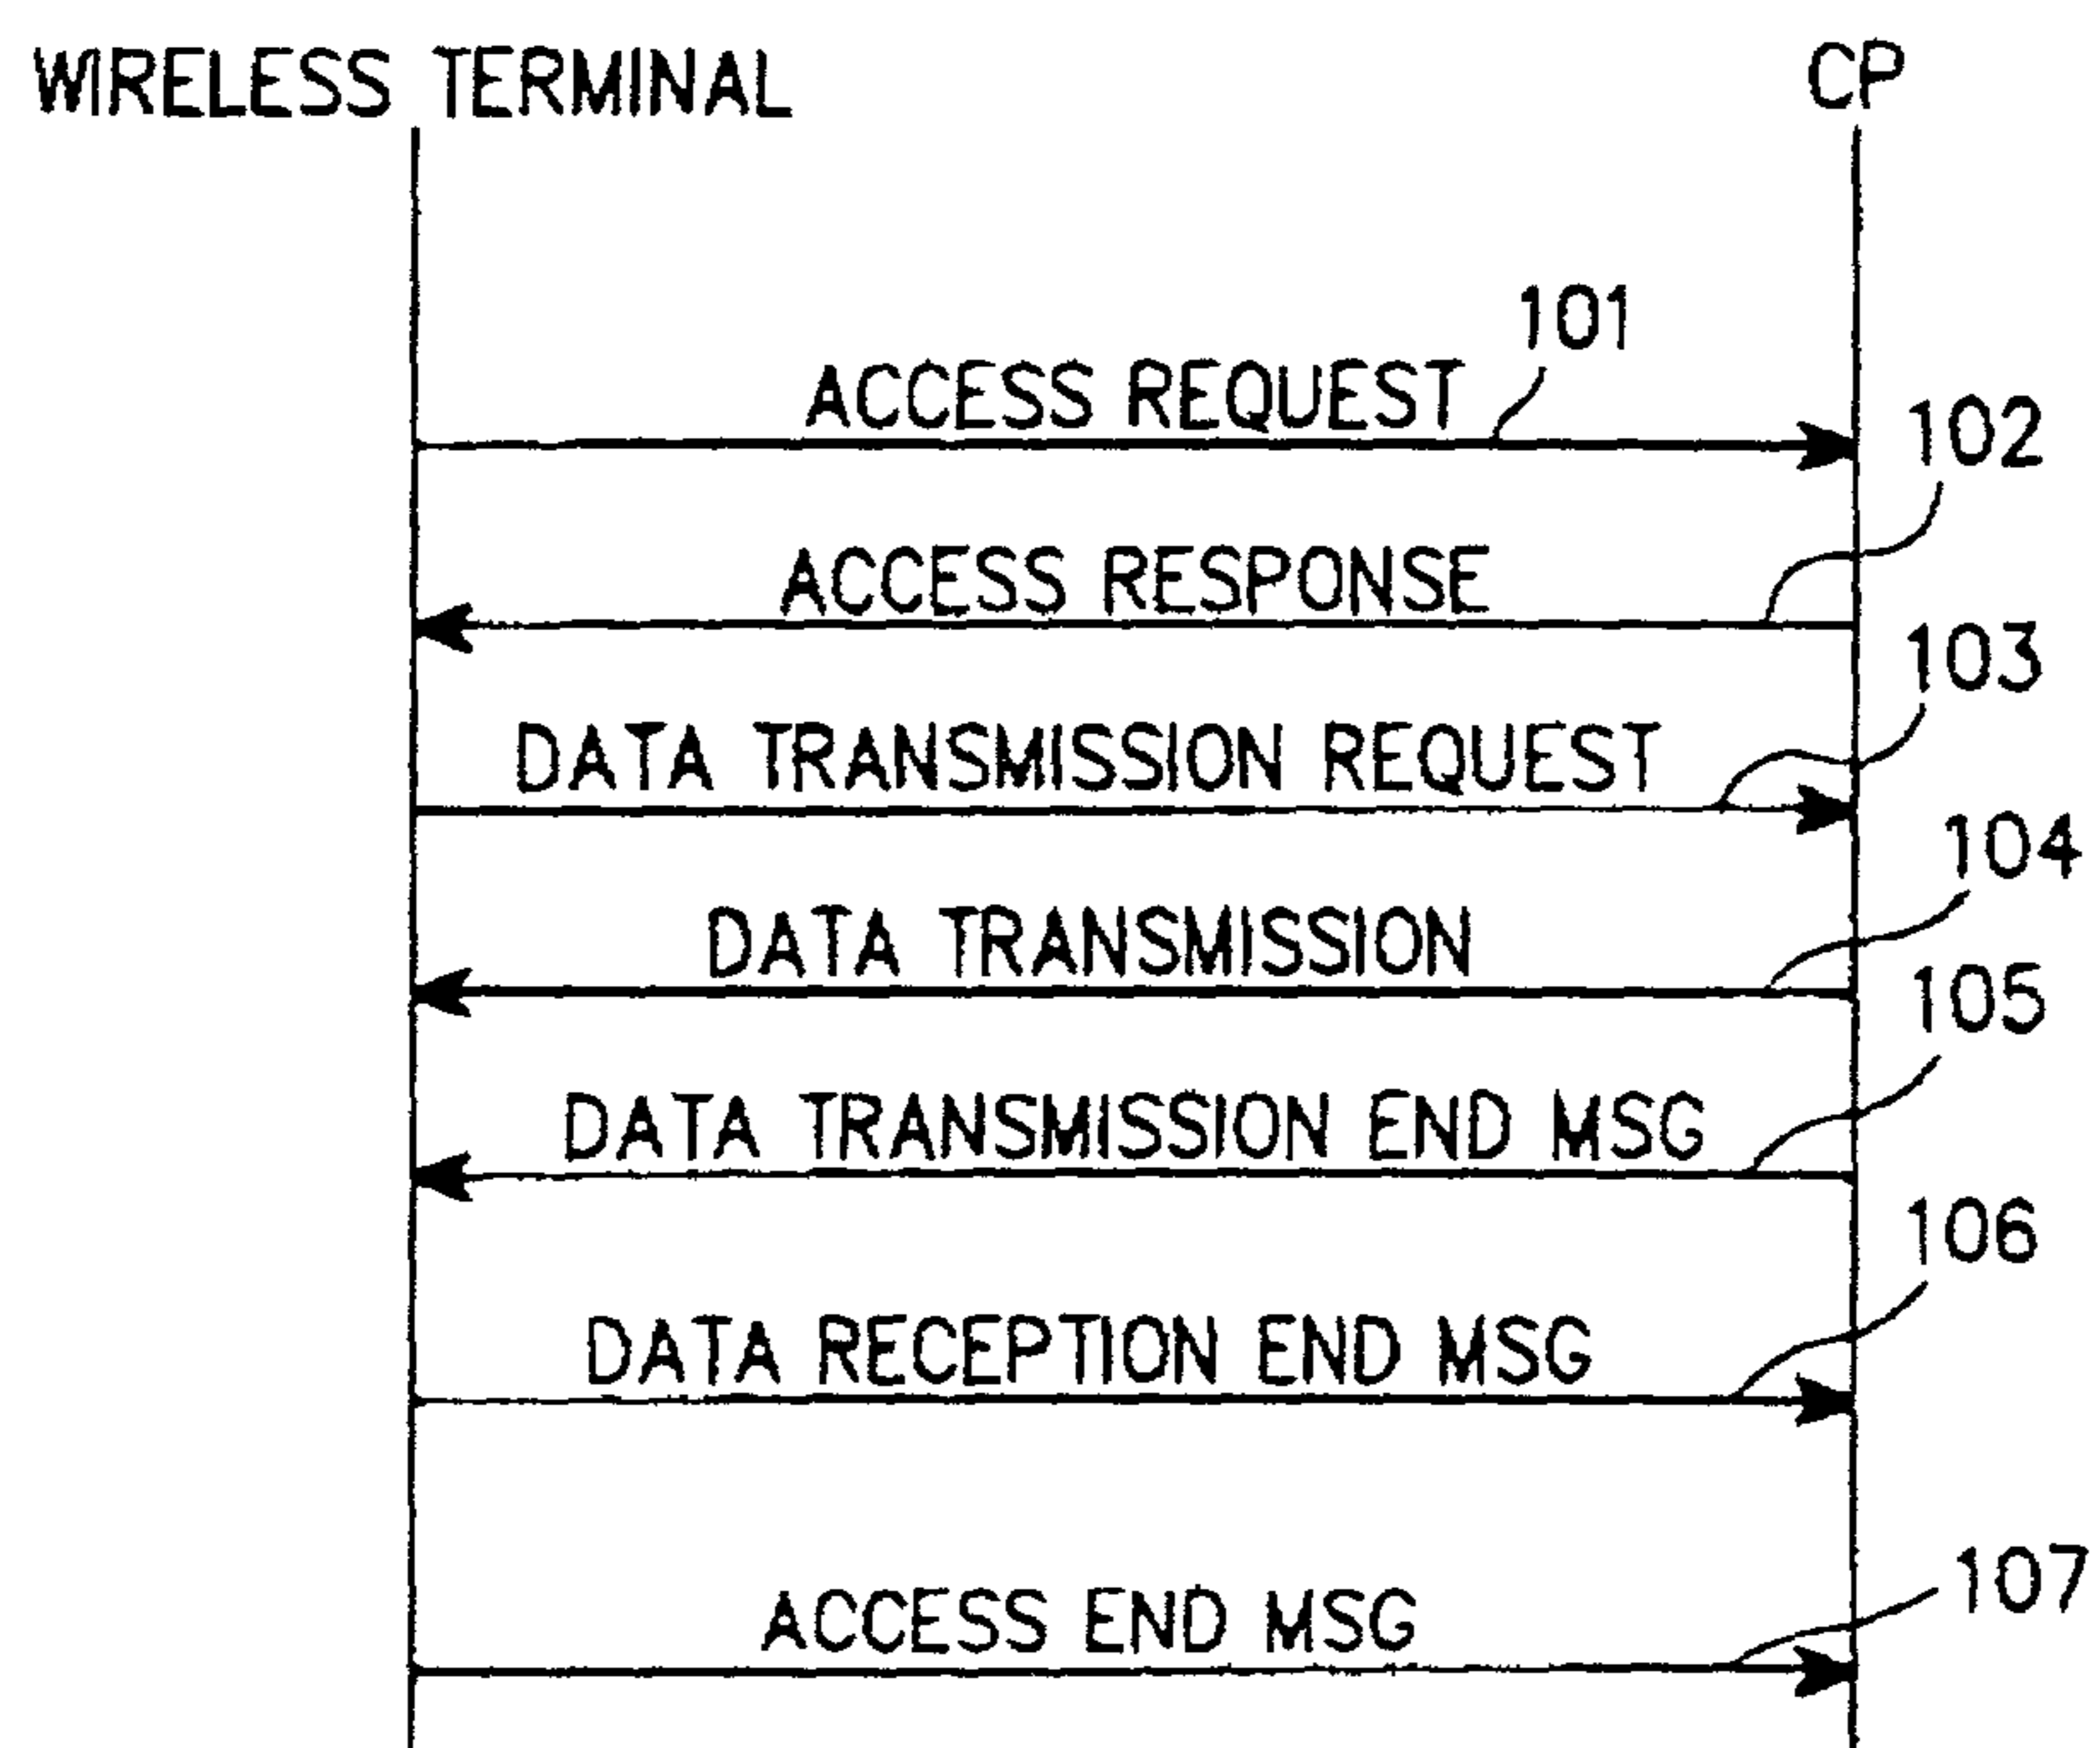 WIRELESS TERMINAL
CP
101
ACCESS REQUEST
102
ACCESS RESPONSE
103
DATA TRANSMISSION REQUEST
104
DATA TRANSMISSION
105
DATA TRANSMISSION END MSG
106
DATA RECEPTION END MSG
107
ACCESS END MSG